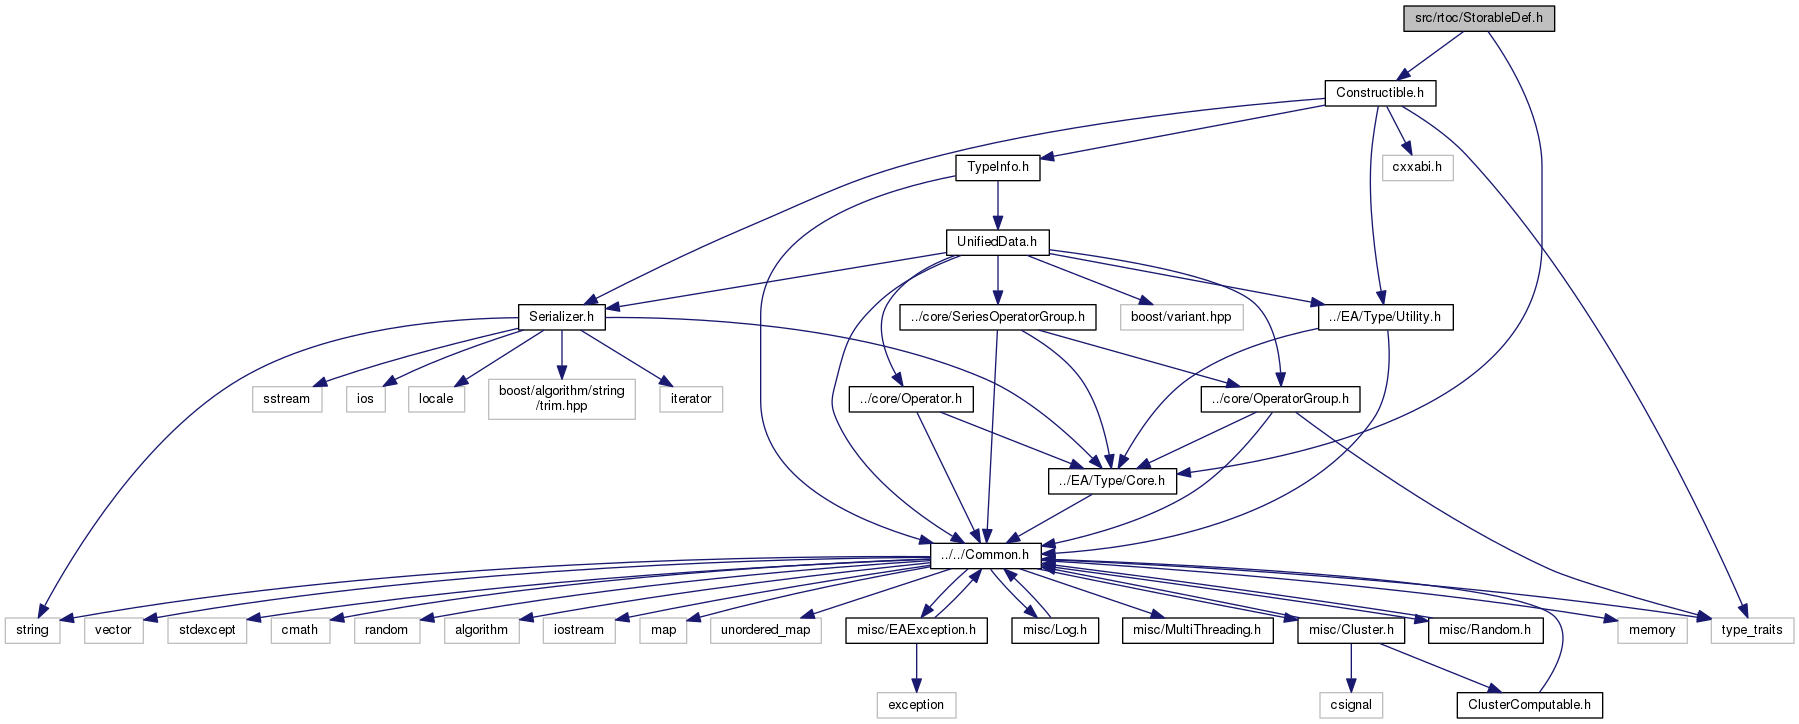 src/rtoc/StorableDef.h
Constructible.h
TypeInfo.h
cxxabi.h
UnifiedData.h
Serializer.h
../core/SeriesOperatorGroup.h
boost/variant.hpp
../EA/Type/Utility.h
sstream
ios
locale
boost/algorithm/string
/trim.hpp
iterator
../core/Operator.h
../core/OperatorGroup.h
../EA/Type/Core.h
../../Common.h
string
vector
stdexcept
cmath
random
algorithm
iostream
map
unordered_map
misc/EAException.h
misc/Log.h
misc/MultiThreading.h
misc/Cluster.h
misc/Random.h
memory
type_traits
exception
csignal
ClusterComputable.h